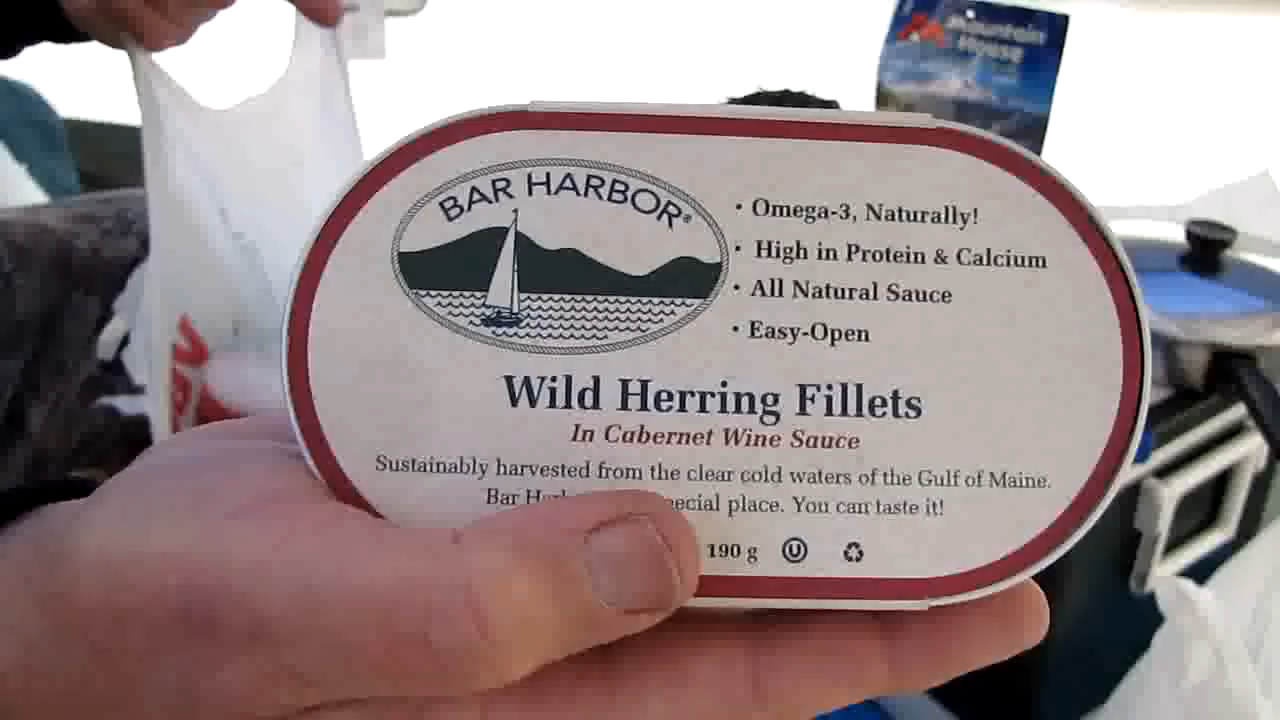 Mountain
House
BAR HARBOR®
• Omega-3, Naturally!
• High in Protein & Calcium
• All Natural Sauce
• Easy-Open
Wild Herring Fillets
In Cabernet Wine Sauce
Sustainably harvested from the clear cold waters of the Gulf of Maine.
Bar place. You can taste it!
190 g U